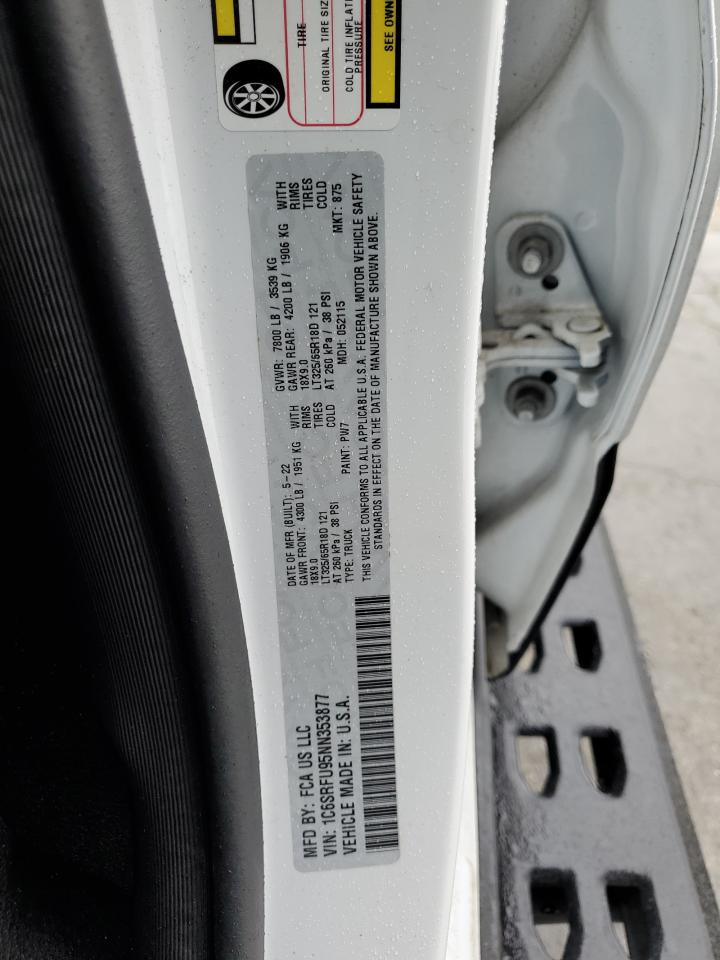 TIRE
ORIGINAL TIRE SIZ
COLD TIRE INFLAT
PRESSURE
SEE OWN
MFD BY: FCA US LLC
VIN: 1C6SRFU95NN353877
VEHICLE MADE IN: U.S.A.
DATE OF MFR (BUILT): 5-22
GAWR FRONT: 4300 LB / 1951 KG WITH
18X9.0 RIMS
LT325/65R18D 121 TIRES
AT 260 kPa / 38 PSI COLD
TYPE: TRUCK PAINT: PW7
GVWR: 7800 LB / 3539 KG
GAWR REAR: 4200 LB / 1906 KG WITH
18X9.0 RIMS
LT325/65R18D 121 TIRES
AT 260 kPa / 38 PSI COLD
MDH: 052115 MKT: 875
THIS VEHICLE CONFORMS TO ALL APPLICABLE U.S.A. FEDERAL MOTOR VEHICLE SAFETY
STANDARDS IN EFFECT ON THE DATE OF MANUFACTURE SHOWN ABOVE.